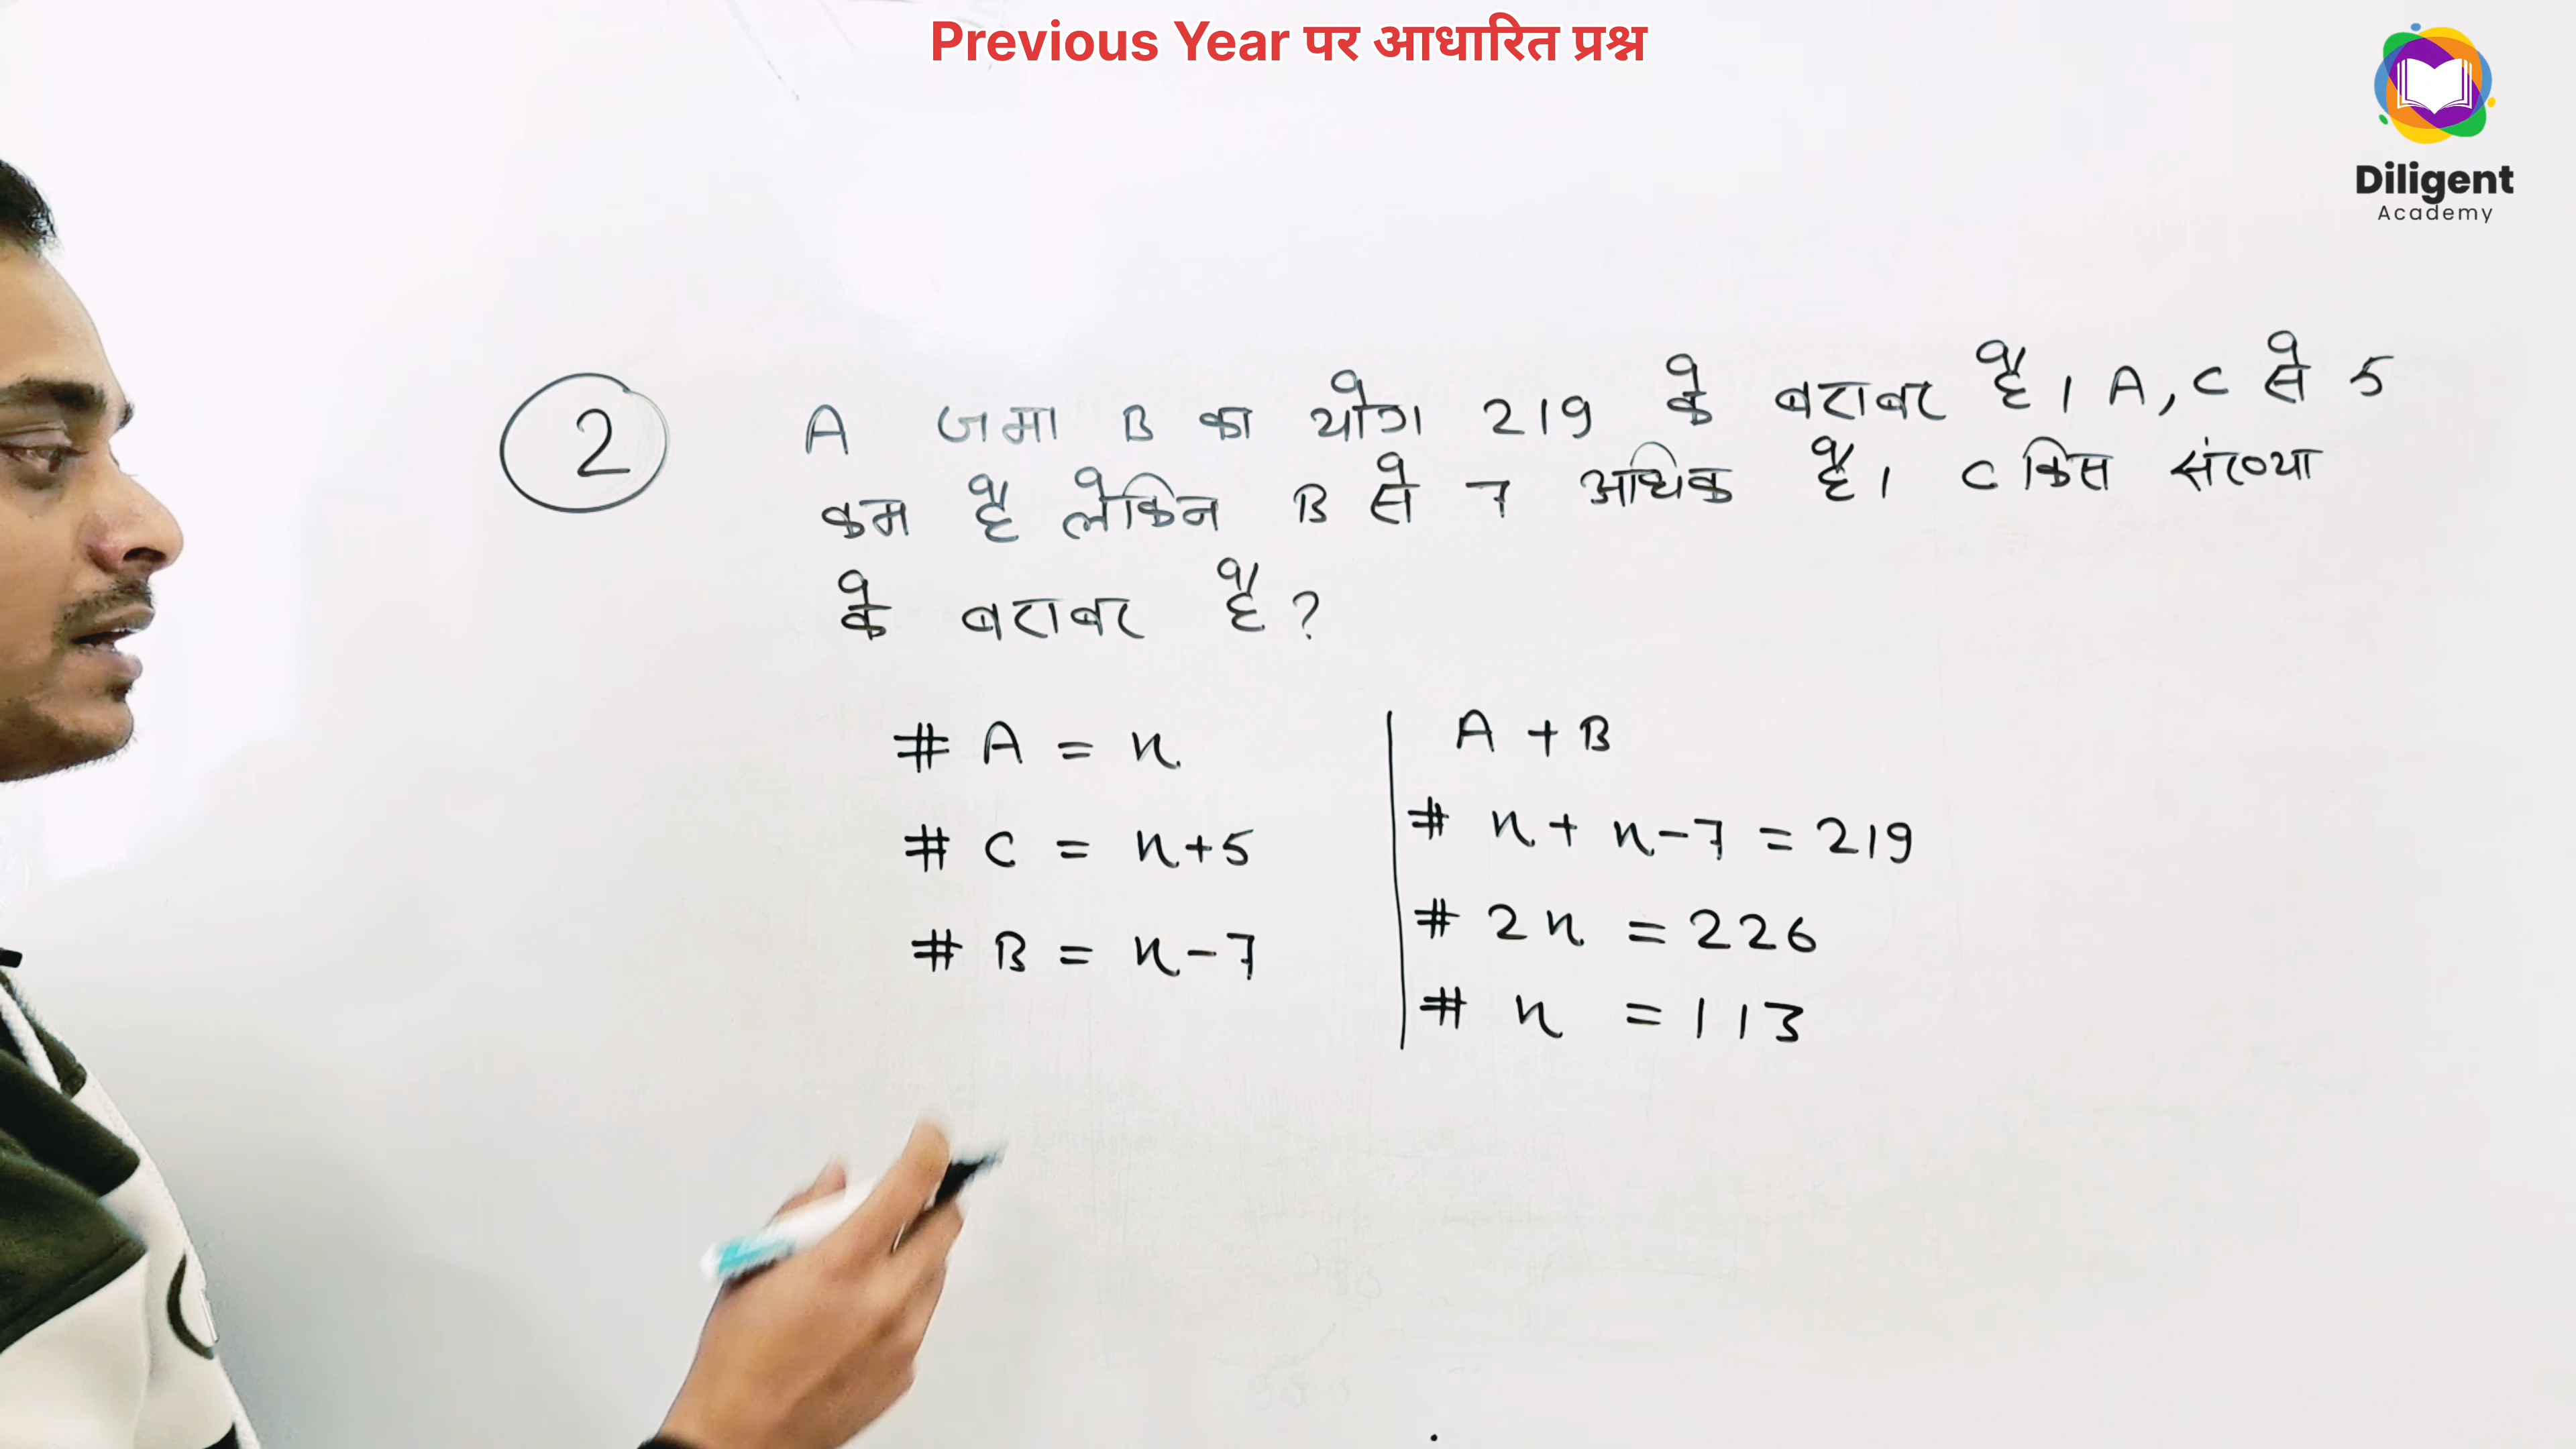 Previous Year पर आधारित प्रश्न
Diligent
Academy
2
A जमा B का योग 219 के बराबर है। A, C से 5
कम है लेकिन B से 7 अधिक है। C किस संख्या
के बराबर है?
# A = x
# C = x+5
# B = x-7
A + B
# x + x-7 = 219
# 2x = 226
# x = 113